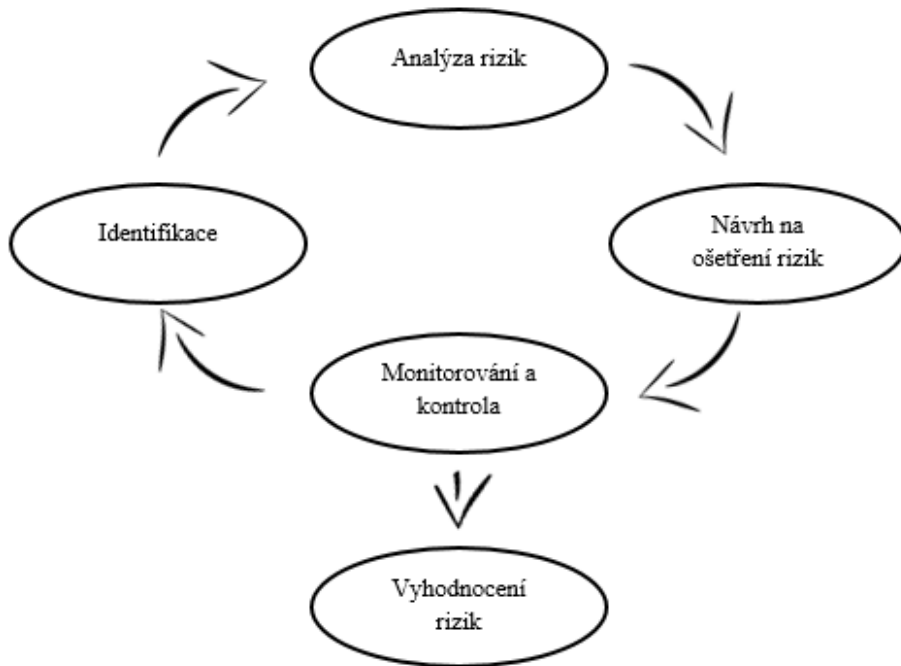 Analýza rizik
Identifikace
Návrh na
ošetření rizik
Monitorování a
kontrola
Vyhodnocení
rizik